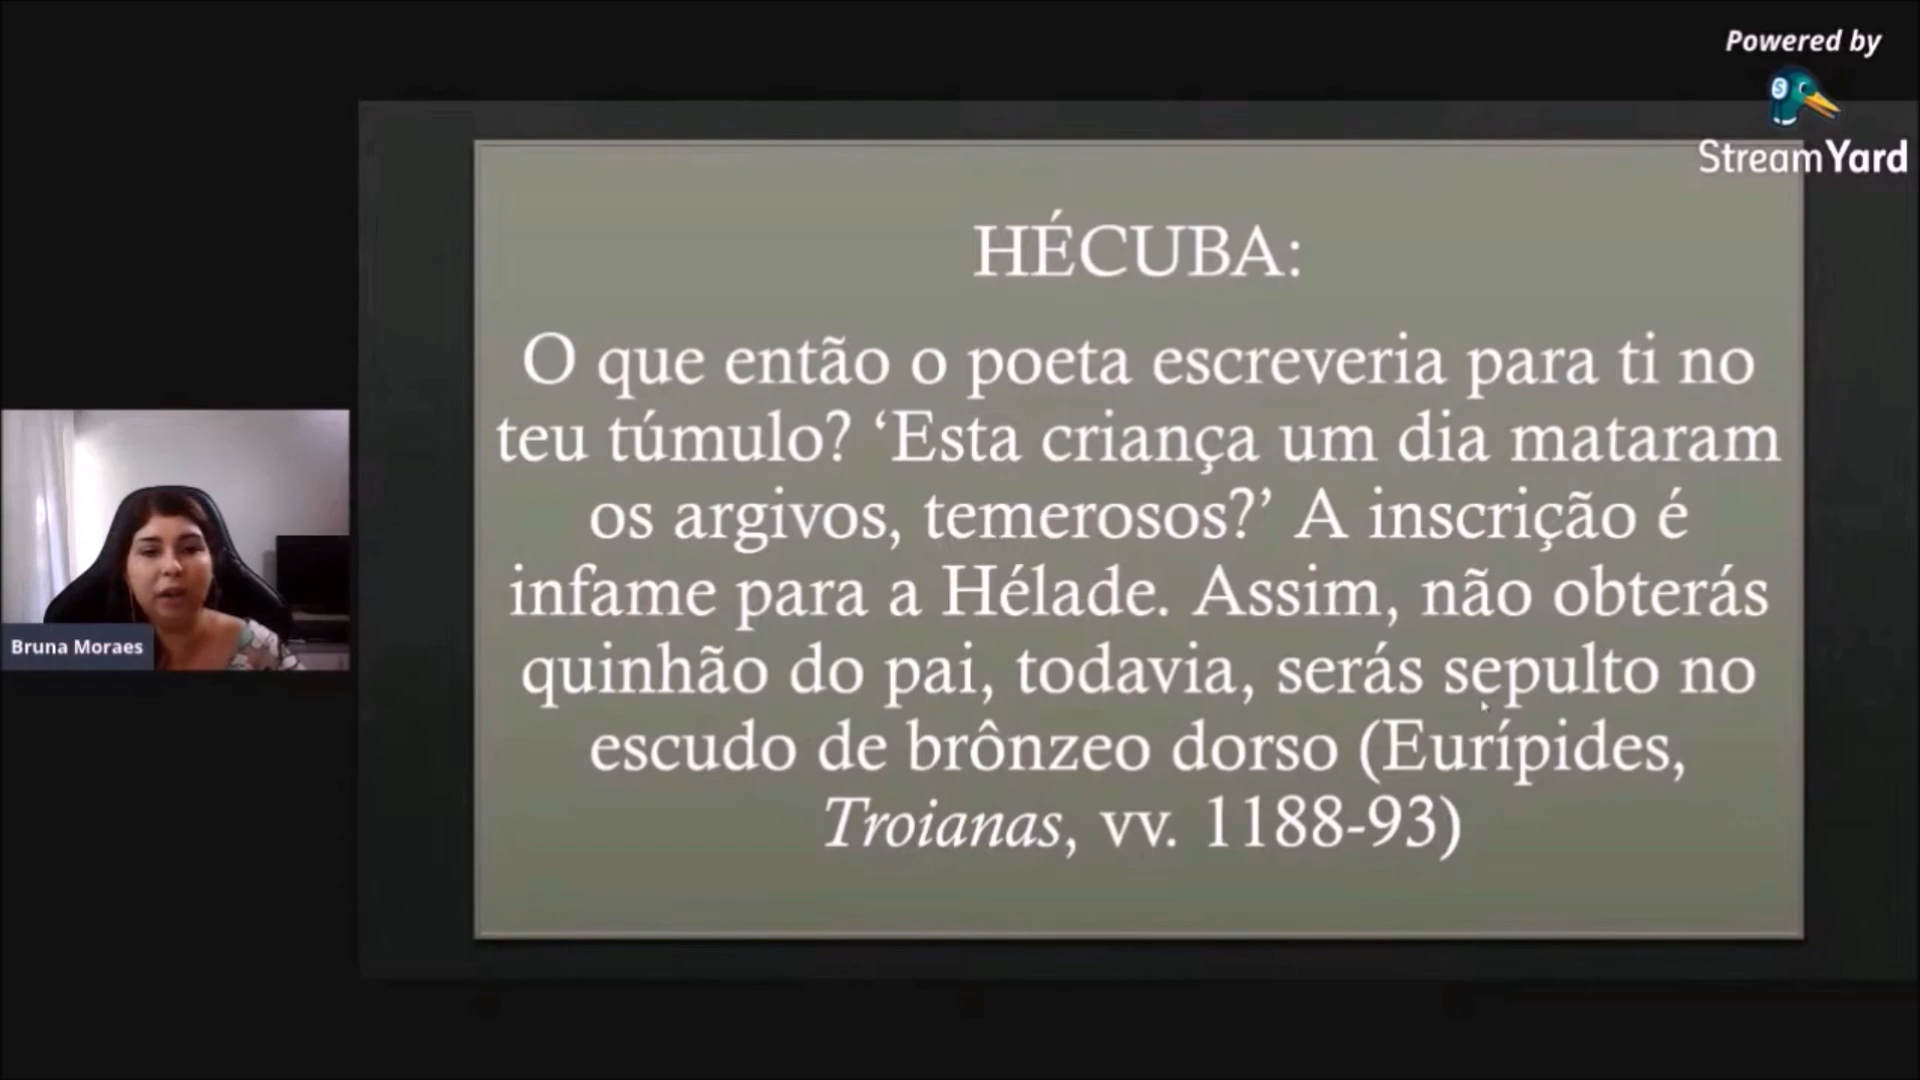 Powered by
StreamYard
HÉCUBA:
O que então o poeta escreveria para ti no
teu túmulo? ‘Esta criança um dia mataram
os argivos, temerosos?’ A inscrição é
infame para a Hélade. Assim, não obterás
quinhão do pai, todavia, serás sepulto no
escudo de brônzeo dorso (Eurípides,
Troianas, vv. 1188-93)
Bruna Moraes